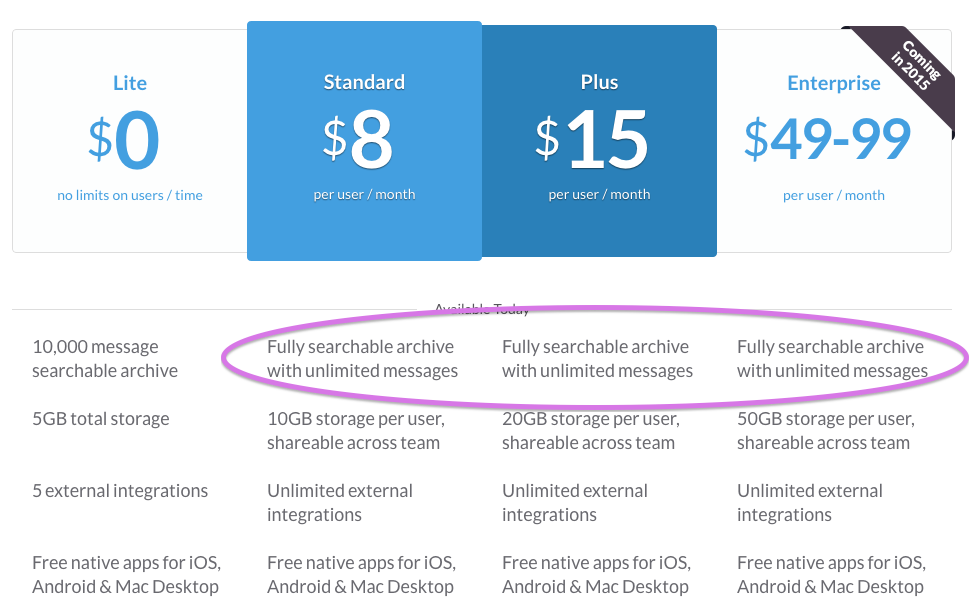 Lite
$0
no limits on users / time
Standard
$8
per user / month
Plus
$15
per user / month
Enterprise
$49-99
per user / month
Coming
in 2015
Available Today
10,000 message
searchable archive
Fully searchable archive
with unlimited messages
Fully searchable archive
with unlimited messages
Fully searchable archive
with unlimited messages
5GB total storage
10GB storage per user,
shareable across team
20GB storage per user,
shareable across team
50GB storage per user,
shareable across team
5 external integrations
Unlimited external
integrations
Unlimited external
integrations
Unlimited external
integrations
Free native apps for iOS,
Android & Mac Desktop
Free native apps for iOS,
Android & Mac Desktop
Free native apps for iOS,
Android & Mac Desktop
Free native apps for iOS,
Android & Mac Desktop